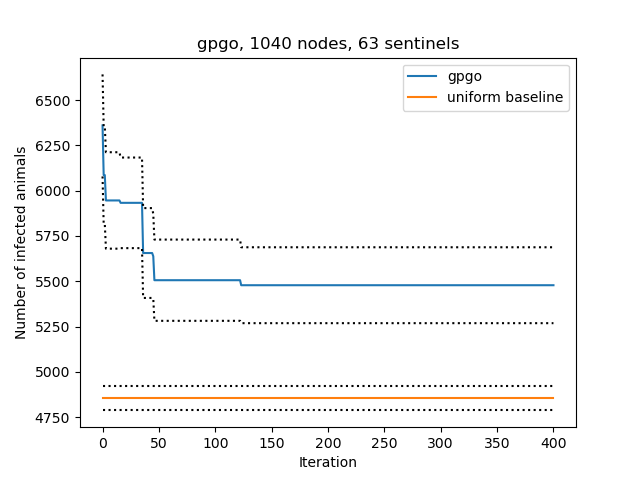 gpgo, 1040 nodes, 63 sentinels
gpgo
uniform baseline
Number of infected animals
6500
6250
6000
5750
5500
5250
5000
4750
0 50 100 150 200 250 300 350 400
Iteration